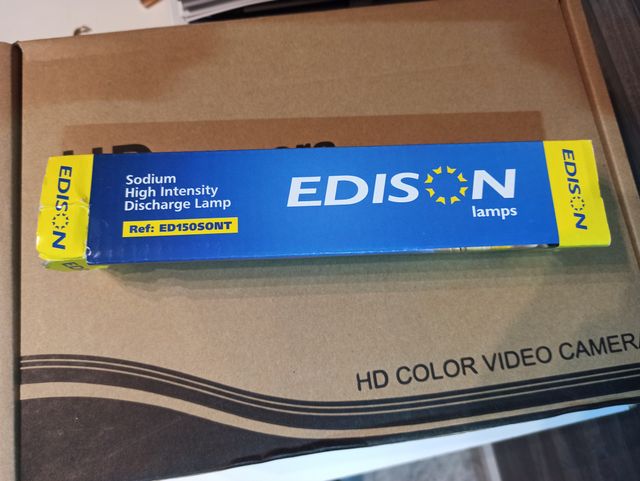 EDISON
Sodium
High Intensity
Discharge Lamp
Ref: ED150SONT
EDISON
lamps
EDISON
HD COLOR VIDEO CAMERA